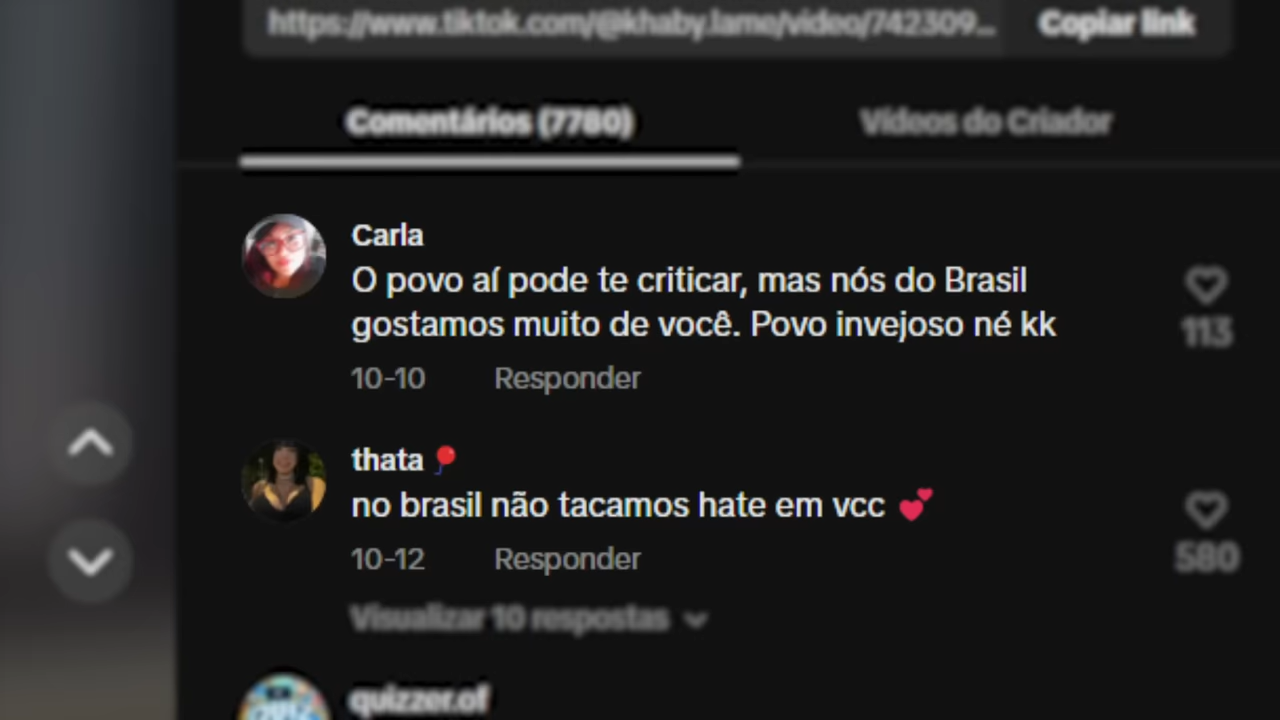 https://www.tiktok.com/@khaby.lame/video/742309... Copiar link
Comentários (7780) Vídeos do Criador
Carla
O povo aí pode te criticar, mas nós do Brasil
gostamos muito de você. Povo invejoso né kk
113
10-10 Responder
thata 🎈
no brasil não tacamos hate em vcc 💕
10-12 Responder
580
Visualizar 10 respostas
quizzer.of